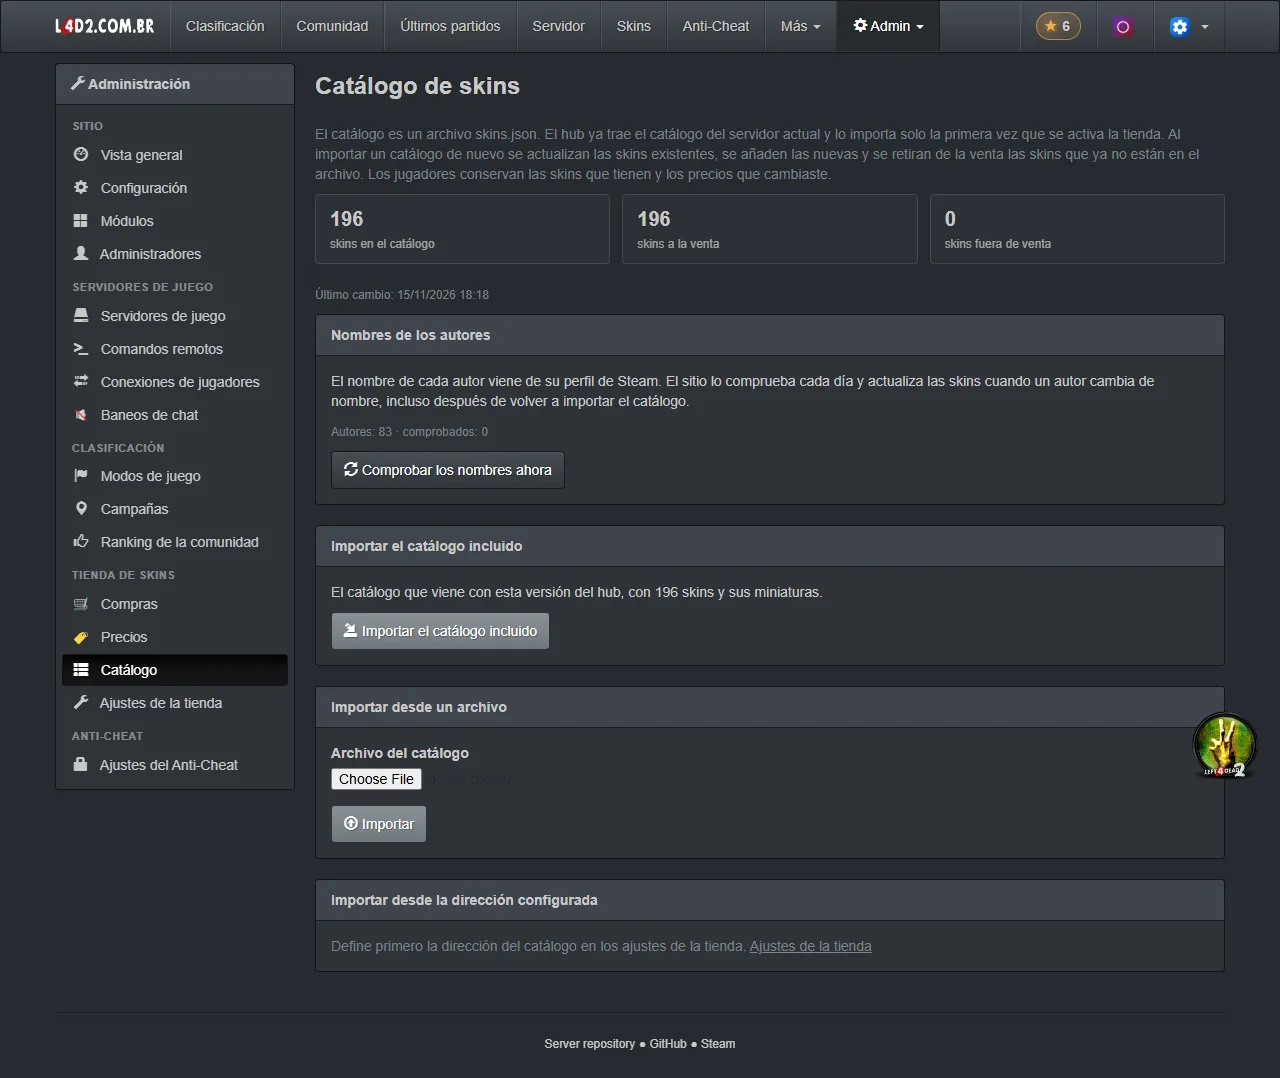 L4D2.COM.BR
Clasificación
Comunidad
Últimos partidos
Servidor
Skins
Anti-Cheat
Más
Admin
6
Administración
SITIO
Vista general
Configuración
Módulos
Administradores
SERVIDORES DE JUEGO
Servidores de juego
Comandos remotos
Conexiones de jugadores
Baneos de chat
CLASIFICACIÓN
Modos de juego
Campañas
Ranking de la comunidad
TIENDA DE SKINS
Compras
Precios
Catálogo
Ajustes de la tienda
ANTI-CHEAT
Ajustes del Anti-Cheat
Catálogo de skins
El catálogo es un archivo skins.json. El hub ya trae el catálogo del servidor actual y lo importa solo la primera vez que se activa la tienda. Al
importar un catálogo de nuevo se actualizan las skins existentes, se añaden las nuevas y se retiran de la venta las skins que ya no están en el
archivo. Los jugadores conservan las skins que tienen y los precios que cambiaste.
196
skins en el catálogo
196
skins a la venta
0
skins fuera de venta
Último cambio: 15/11/2026 18:18
Nombres de los autores
El nombre de cada autor viene de su perfil de Steam. El sitio lo comprueba cada día y actualiza las skins cuando un autor cambia de
nombre, incluso después de volver a importar el catálogo.
Autores: 83 · comprobados: 0
Comprobar los nombres ahora
Importar el catálogo incluido
El catálogo que viene con esta versión del hub, con 196 skins y sus miniaturas.
Importar el catálogo incluido
Importar desde un archivo
Archivo del catálogo
Choose File
Importar
LEFT4DEAD2
Importar desde la dirección configurada
Define primero la dirección del catálogo en los ajustes de la tienda. Ajustes de la tienda
Server repository ● GitHub ● Steam